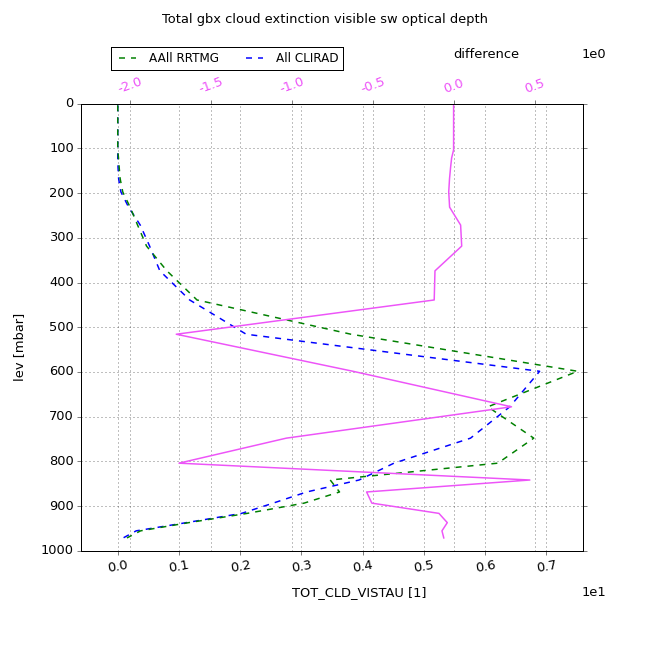 Total gbx cloud extinction visible sw optical depth
AAll RRTMG All CLIRAD difference 1e0
-2.0 -1.5 -1.0 -0.5 0.0 0.5
0
100
200
300
400
500
600
700
800
900
1000
lev [mbar]
0.0 0.1 0.2 0.3 0.4 0.5 0.6 0.7
TOT_CLD_VISTAU [1] 1e1